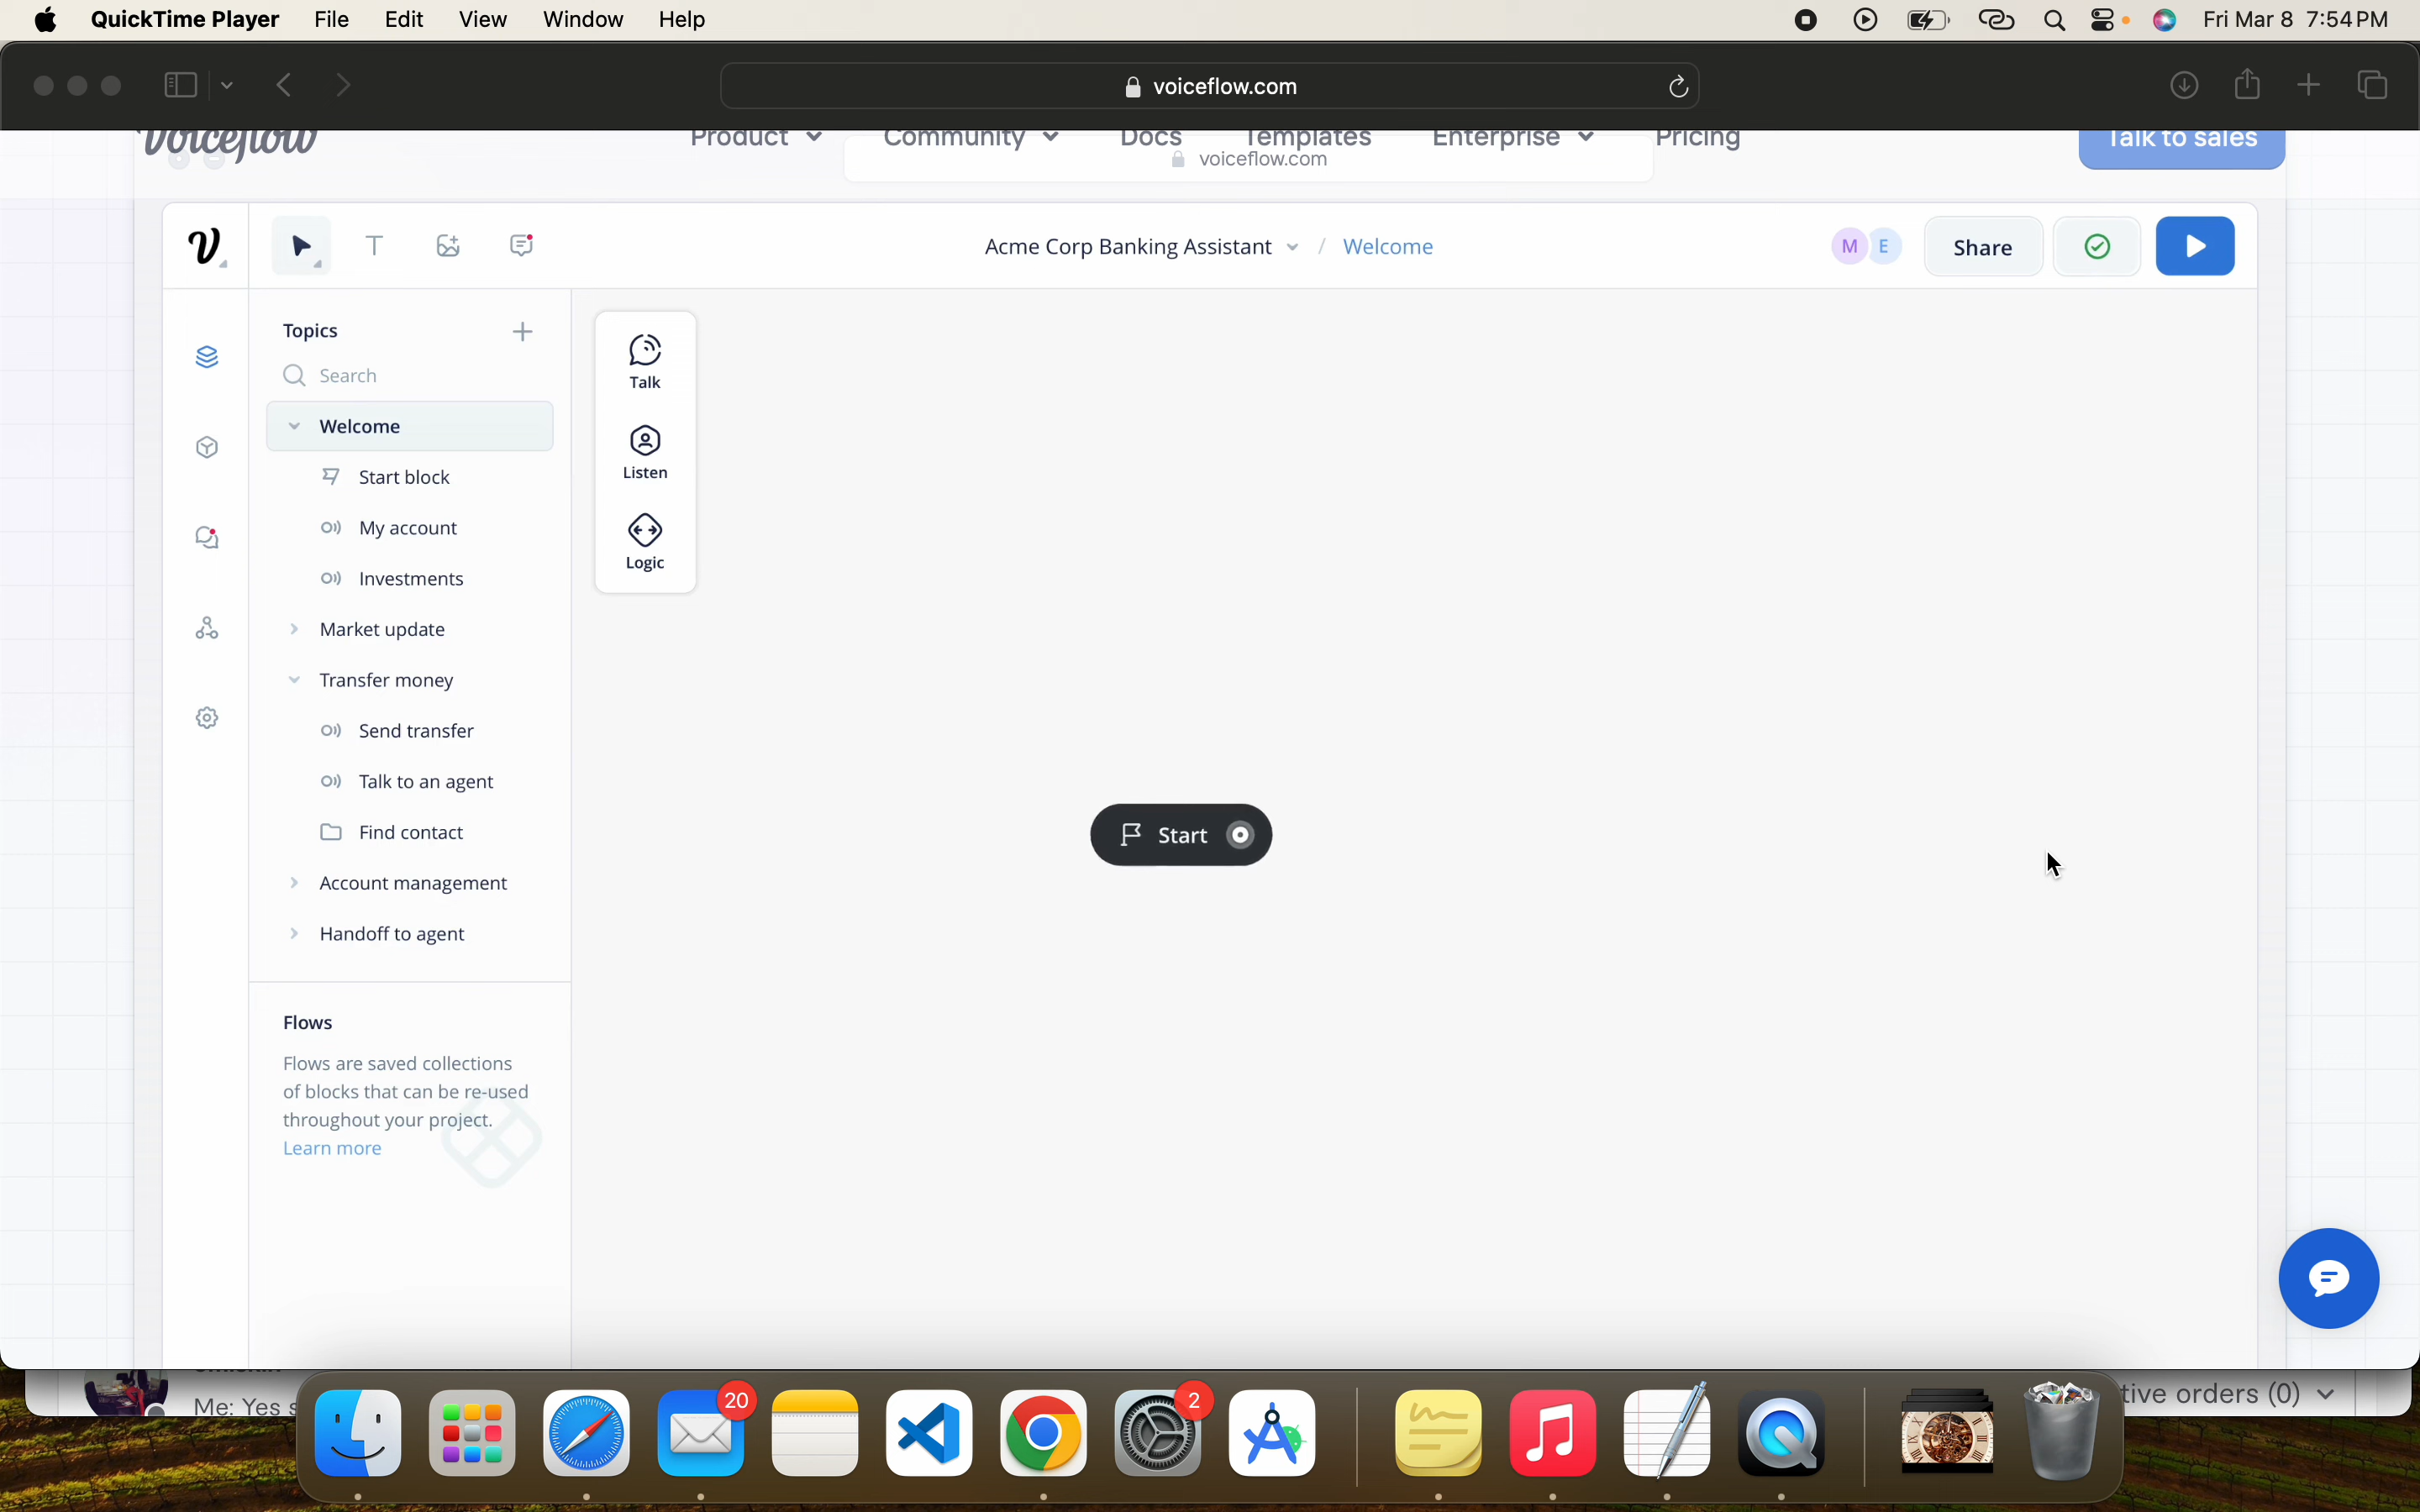 QuickTime Player File Edit View Window Help Fri Mar 8 7:54 PM
voiceflow.com
Voiceflow Product Community Docs Templates Enterprise Pricing Talk to sales
voiceflow.com
Acme Corp Banking Assistant / Welcome M E Share
Topics
Search
Welcome
Start block
My account
Investments
Market update
Transfer money
Send transfer
Talk to an agent
Find contact
Account management
Handoff to agent
Flows
Flows are saved collections
of blocks that can be re-used
throughout your project.
Learn more
Talk
Listen
Logic
Start
Me: Yes s
tive orders (0)
20
2